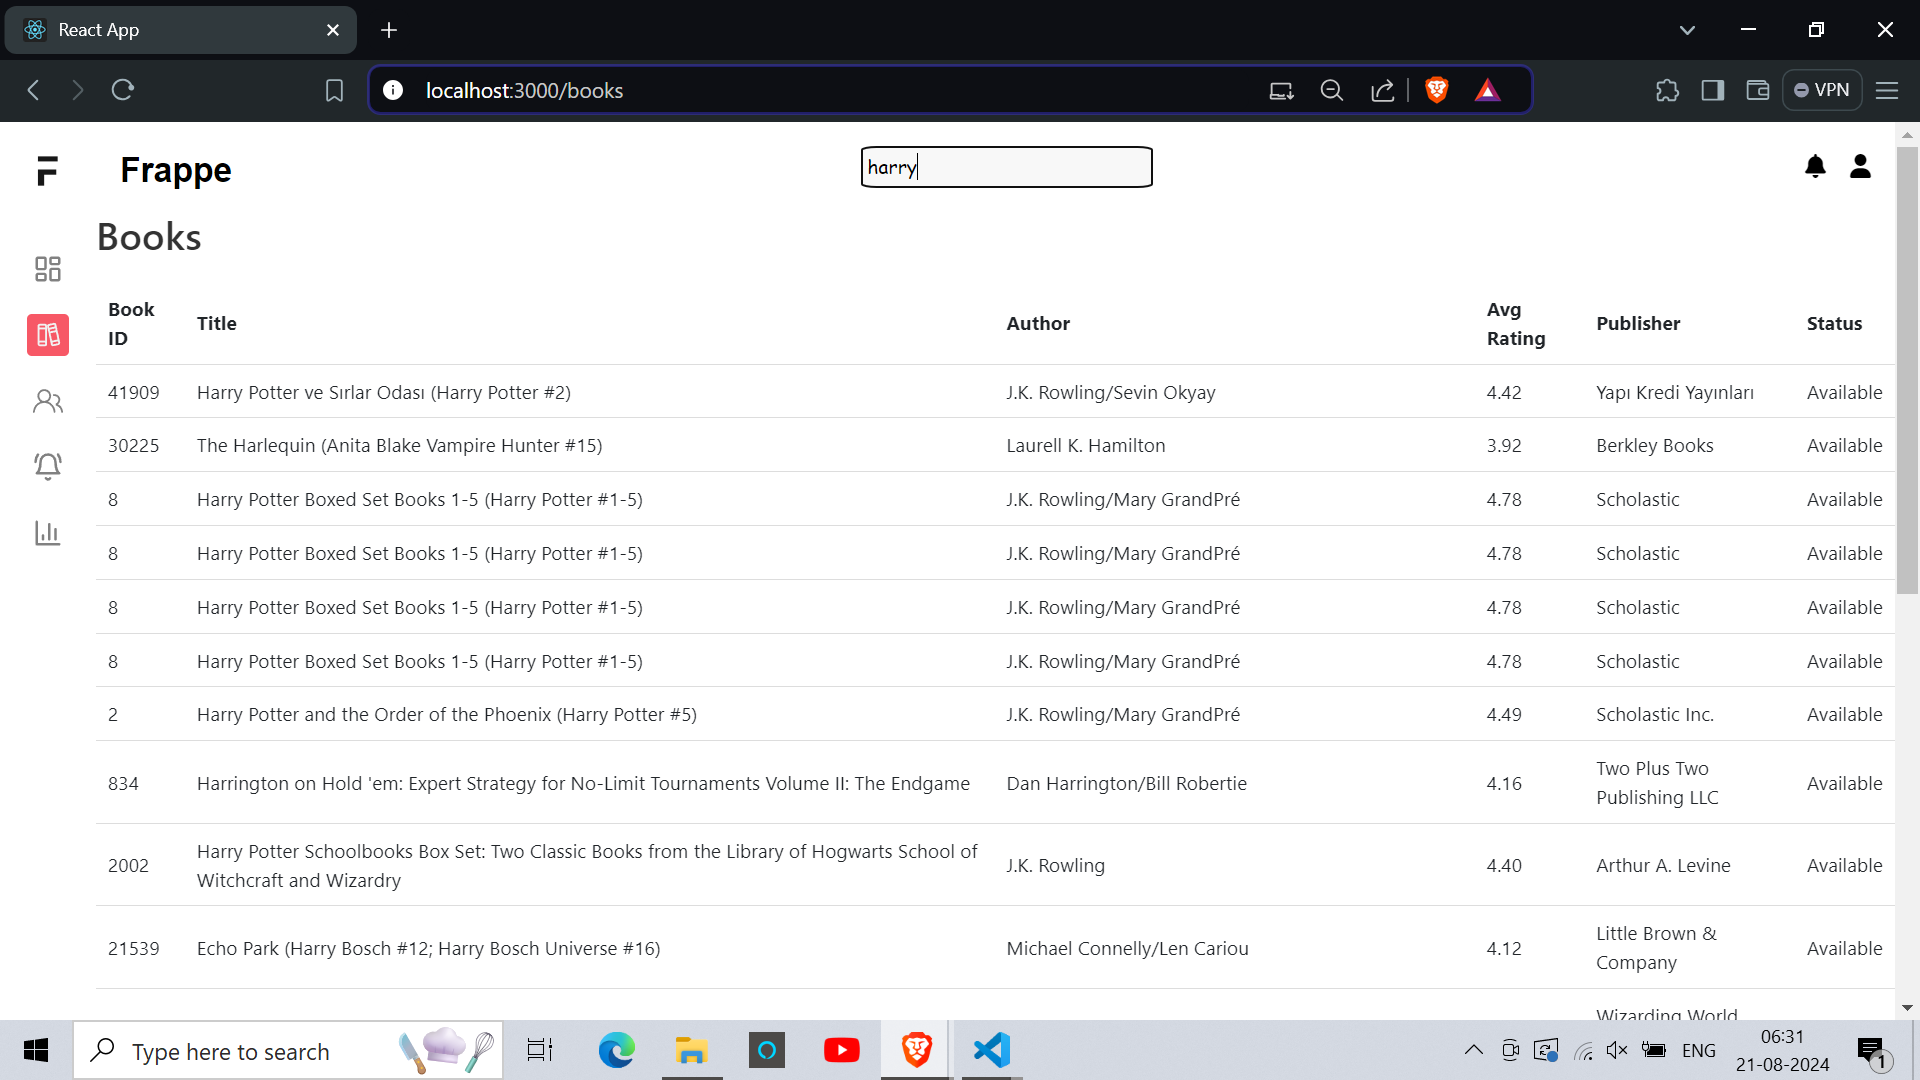 React App
localhost:3000/books
VPN
F
Frappe
harry
Books
Book ID Title Author Avg Rating Publisher Status
41909 Harry Potter ve Sırlar Odası (Harry Potter #2) J.K. Rowling/Sevin Okyay 4.42 Yapı Kredi Yayınları Available
30225 The Harlequin (Anita Blake Vampire Hunter #15) Laurell K. Hamilton 3.92 Berkley Books Available
8 Harry Potter Boxed Set Books 1-5 (Harry Potter #1-5) J.K. Rowling/Mary GrandPré 4.78 Scholastic Available
8 Harry Potter Boxed Set Books 1-5 (Harry Potter #1-5) J.K. Rowling/Mary GrandPré 4.78 Scholastic Available
8 Harry Potter Boxed Set Books 1-5 (Harry Potter #1-5) J.K. Rowling/Mary GrandPré 4.78 Scholastic Available
8 Harry Potter Boxed Set Books 1-5 (Harry Potter #1-5) J.K. Rowling/Mary GrandPré 4.78 Scholastic Available
2 Harry Potter and the Order of the Phoenix (Harry Potter #5) J.K. Rowling/Mary GrandPré 4.49 Scholastic Inc. Available
834 Harrington on Hold 'em: Expert Strategy for No-Limit Tournaments Volume II: The Endgame Dan Harrington/Bill Robertie 4.16 Two Plus Two Publishing LLC Available
2002 Harry Potter Schoolbooks Box Set: Two Classic Books from the Library of Hogwarts School of Witchcraft and Wizardry J.K. Rowling 4.40 Arthur A. Levine Available
21539 Echo Park (Harry Bosch #12; Harry Bosch Universe #16) Michael Connelly/Len Cariou 4.12 Little Brown & Company Available
Wizarding World
Type here to search
ENG
06:31
21-08-2024
1